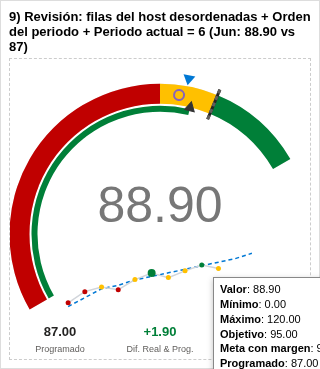 9) Revisión: filas del host desordenadas + Orden
del periodo + Periodo actual = 6 (Jun: 88.90 vs
87)
88.90
87.00
+1.90
Programado
Dif. Real & Prog.
Valor: 88.90
Mínimo: 0.00
Máximo: 120.00
Objetivo: 95.00
Meta con margen: 9
Programado: 87.00